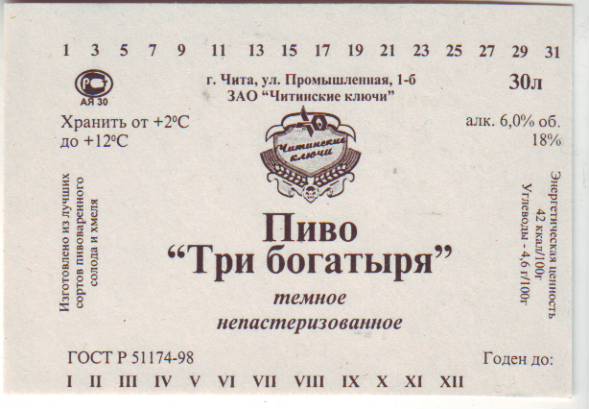 1 3 5 7 9 11 13 15 17 19 21 23 25 27 29 31
РСТ
АЯ 30
г. Чита, ул. Промышленная, 1-б
ЗАО “Читинские ключи”
30л
Хранить от +2ºС
до +12ºС
алк. 6,0% об.
18%
Читинские
ключи
Изготовлено из лучших
сортов пивоваренного
солода и хмеля
Пиво
“Три богатыря”
темное
непастеризованное
Энергетическая ценность
42 ккал/100г
Углеводы - 4,6 г/100г
ГОСТ Р 51174-98
Годен до:
I II III IV V VI VII VIII IX X XI XII